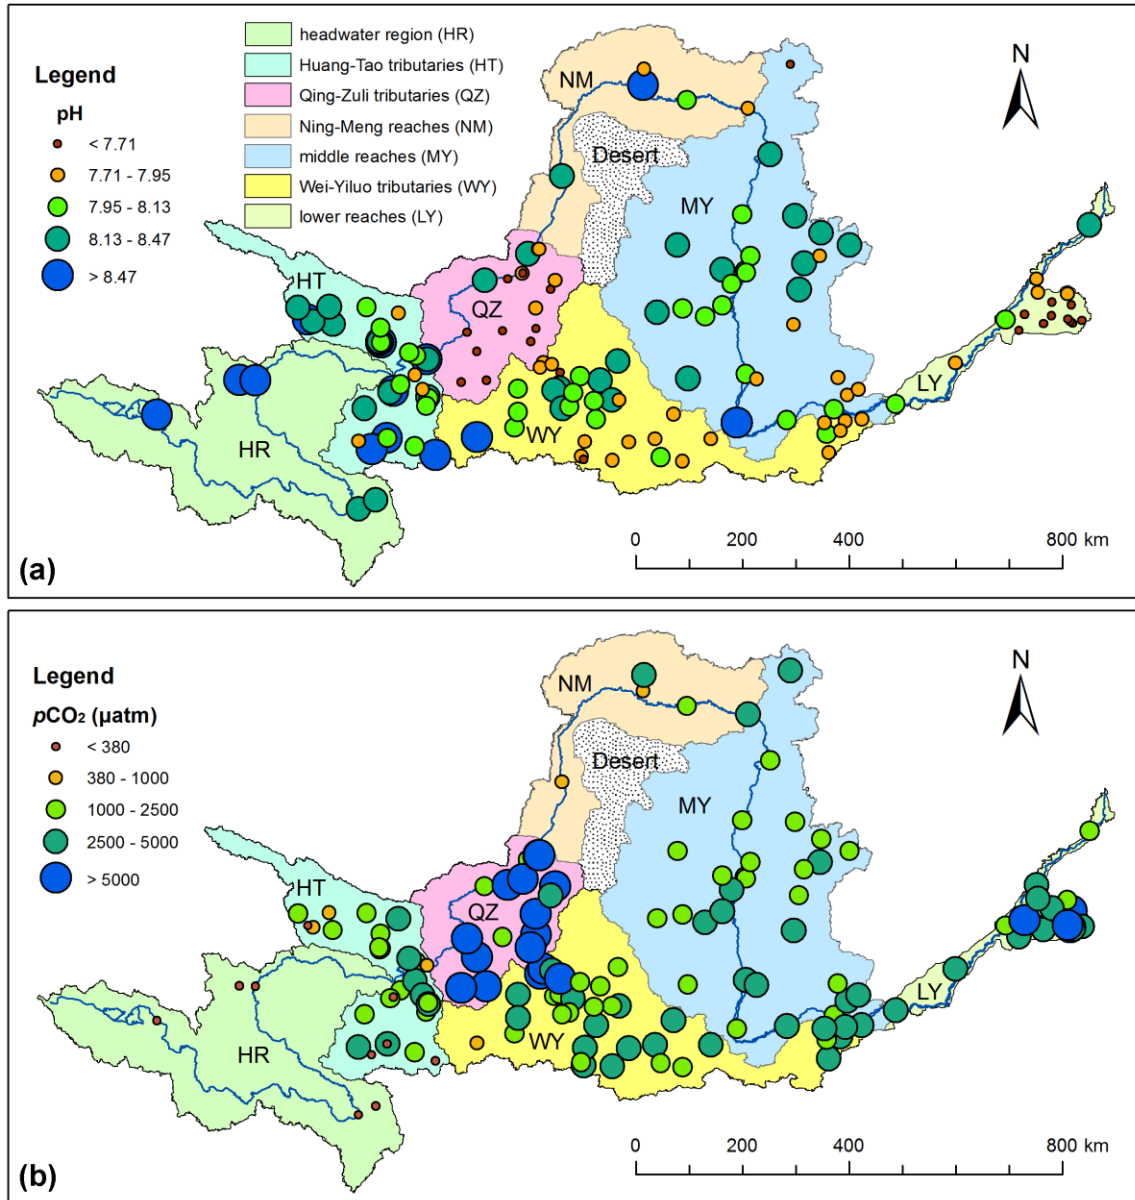 Legend
pH
< 7.71
7.71 - 7.95
7.95 - 8.13
8.13 - 8.47
> 8.47
headwater region (HR)
Huang-Tao tributaries (HT)
Qing-Zuli tributaries (QZ)
Ning-Meng reaches (NM)
middle reaches (MY)
Wei-Yiluo tributaries (WY)
lower reaches (LY)
N
NM
Desert
MY
HT
QZ
LY
WY
HR
0 200 400 800 km
(a)
Legend
pCO₂ (µatm)
< 380
380 - 1000
1000 - 2500
2500 - 5000
> 5000
N
NM
Desert
MY
HT
QZ
LY
WY
HR
0 200 400 800 km
(b)